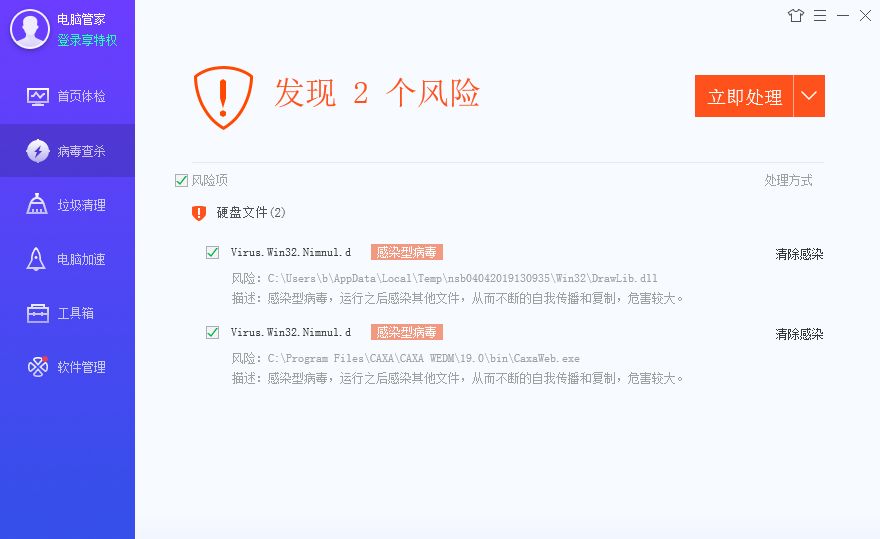 电脑管家
登录享特权
首页体检
病毒查杀
垃圾清理
电脑加速
工具箱
软件管理
发现 2 个风险
立即处理
风险项 处理方式
硬盘文件(2)
Virus.Win32.Nimnul.d 感染型病毒 清除感染
风险：C:\Users\b\AppData\Local\Temp\nsb04042019130935\Win32\DrawLib.dll
描述：感染型病毒，运行之后感染其他文件，从而不断的自我传播和复制，危害较大。
Virus.Win32.Nimnul.d 感染型病毒 清除感染
风险：C:\Program Files\CAXA\CAXA WEDM\19.0\bin\CaxaWeb.exe
描述：感染型病毒，运行之后感染其他文件，从而不断的自我传播和复制，危害较大。